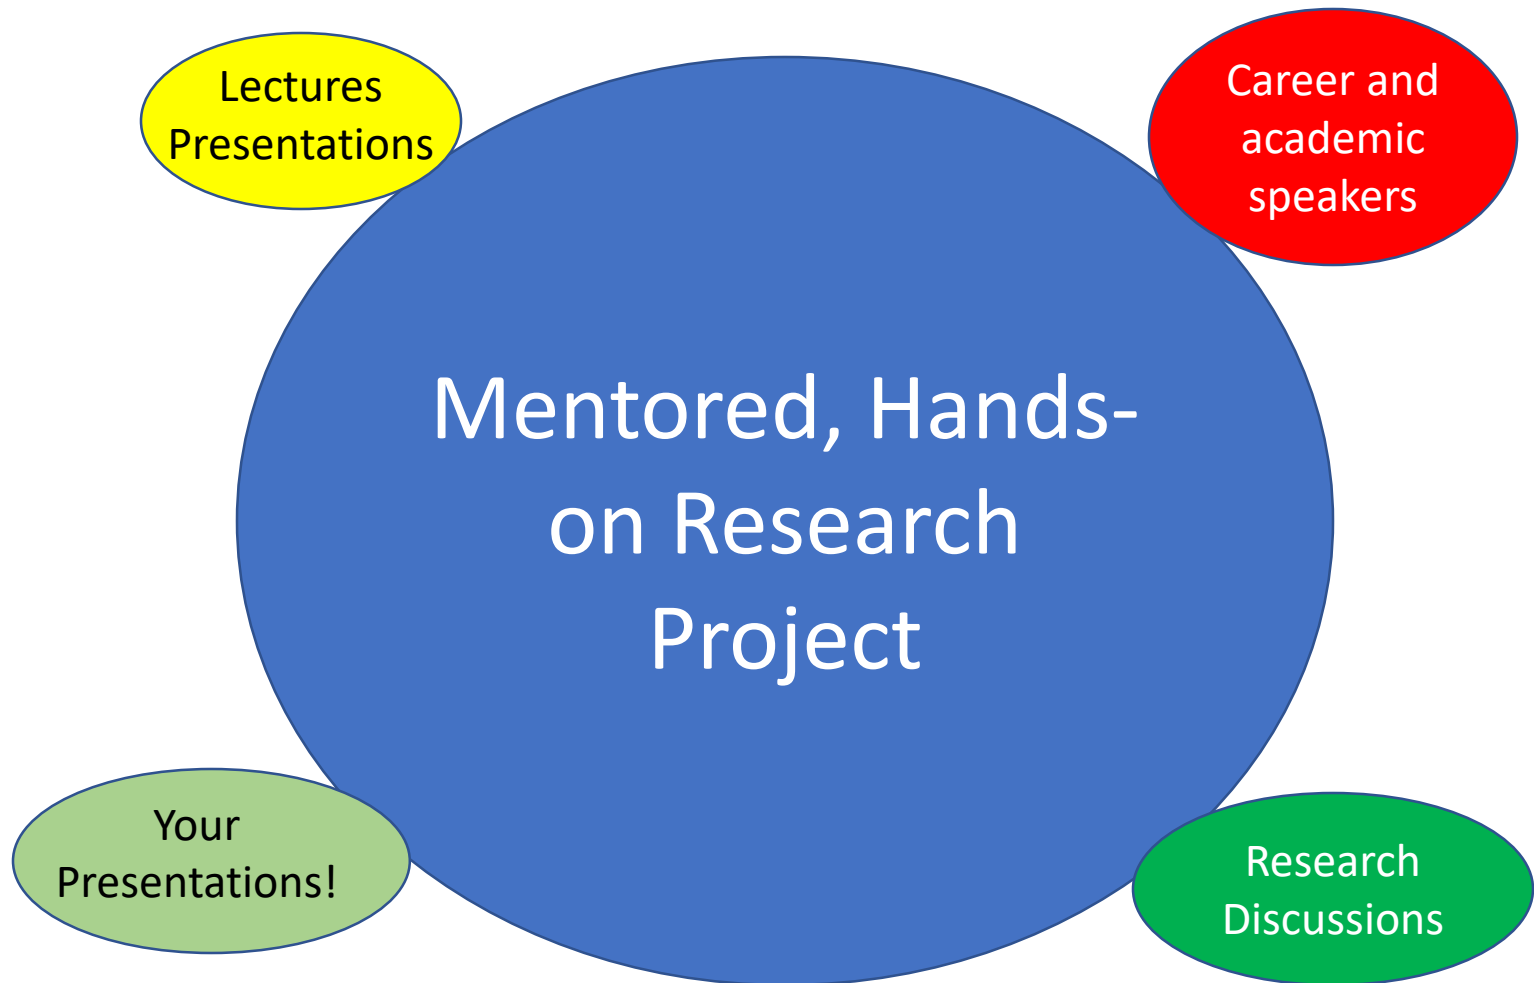 Lectures
Presentations
Career and
academic
speakers
Mentored, Hands-
on Research
Project
Your
Presentations!
Research
Discussions